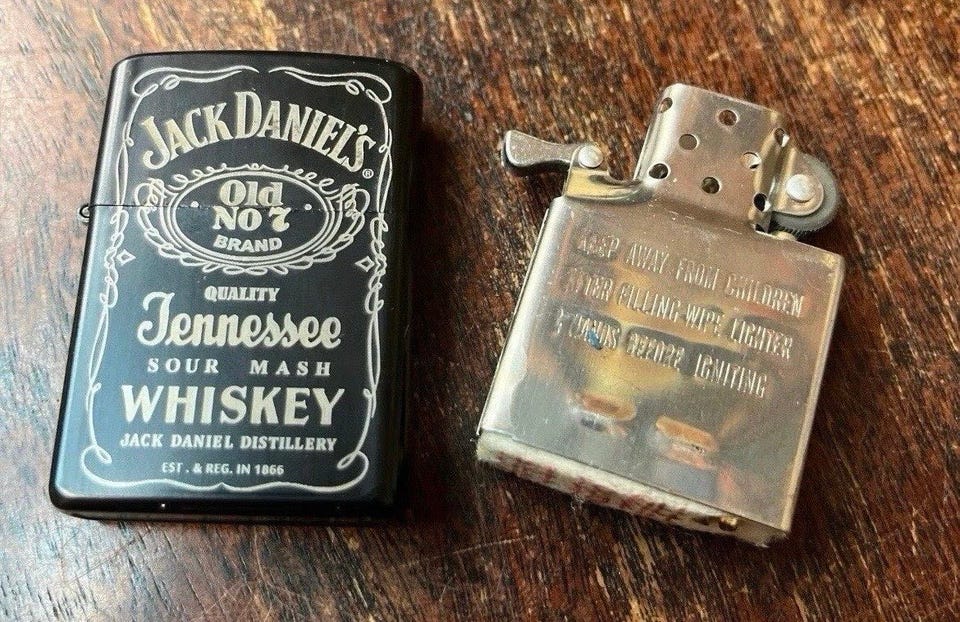 JACK DANIEL'S ®
Old
NO 7
BRAND
QUALITY
Tennessee
SOUR MASH
WHISKEY
JACK DANIEL DISTILLERY
EST. & REG. IN 1866
KEEP AWAY FROM CHILDREN
AFTER FILLING-WIPE LIGHTER
& HANDS BEFORE IGNITING